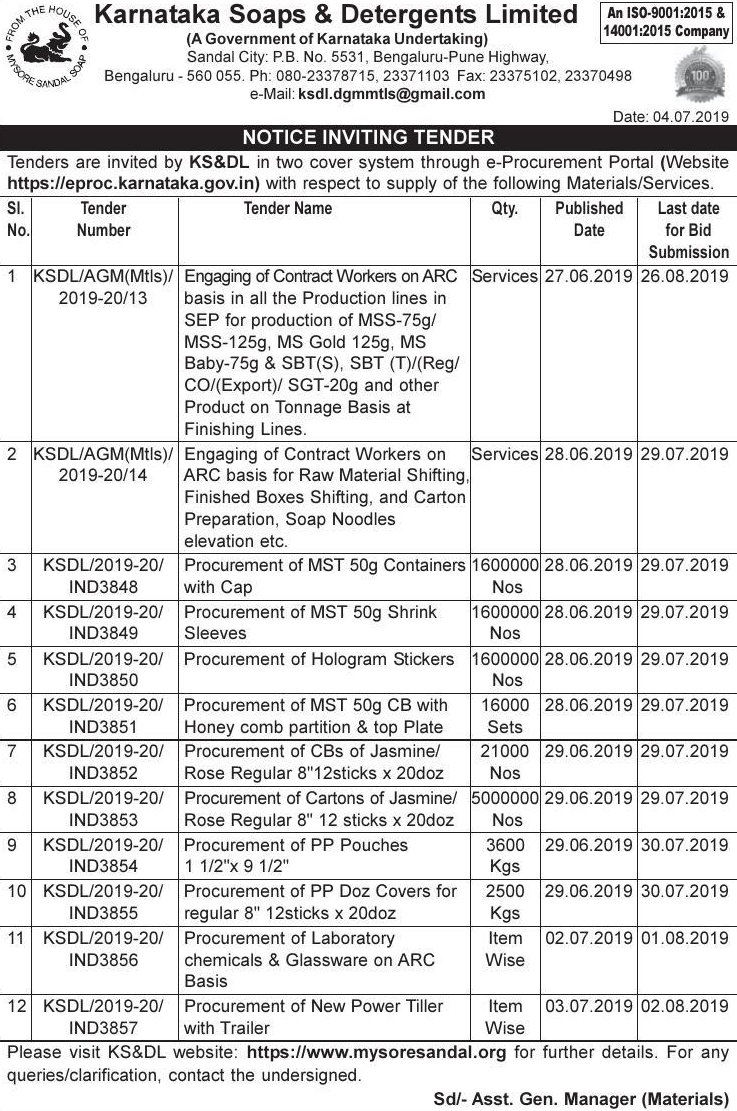 FROM THE HOUSE OF
MYSORE SANDAL SOAP
Karnataka Soaps & Detergents Limited
(A Government of Karnataka Undertaking)
Sandal City: P.B. No. 5531, Bengaluru-Pune Highway,
Bengaluru - 560 055. Ph: 080-23378715, 23371103 Fax: 23375102, 23370498
e-Mail: ksdl.dgmmtls@gmail.com
An ISO-9001:2015 &
14001:2015 Company
100
Date: 04.07.2019
NOTICE INVITING TENDER
Tenders are invited by KS&DL in two cover system through e-Procurement Portal (Website
https://eproc.karnataka.gov.in) with respect to supply of the following Materials/Services.
Sl. Tender Tender Name Qty. Published Last date
No. Number Date for Bid
Submission
1 KSDL/AGM(Mtls)/ Engaging of Contract Workers on ARC Services 27.06.2019 26.08.2019
2019-20/13 basis in all the Production lines in
SEP for production of MSS-75g/
MSS-125g, MS Gold 125g, MS
Baby-75g & SBT(S), SBT (T)/(Reg/
CO/(Export)/ SGT-20g and other
Product on Tonnage Basis at
Finishing Lines.
2 KSDL/AGM(Mtls)/ Engaging of Contract Workers on Services 28.06.2019 29.07.2019
2019-20/14 ARC basis for Raw Material Shifting,
Finished Boxes Shifting, and Carton
Preparation, Soap Noodles
elevation etc.
3 KSDL/2019-20/ Procurement of MST 50g Containers 1600000 28.06.2019 29.07.2019
IND3848 with Cap Nos
4 KSDL/2019-20/ Procurement of MST 50g Shrink 1600000 28.06.2019 29.07.2019
IND3849 Sleeves Nos
5 KSDL/2019-20/ Procurement of Hologram Stickers 1600000 28.06.2019 29.07.2019
IND3850 Nos
6 KSDL/2019-20/ Procurement of MST 50g CB with 16000 28.06.2019 29.07.2019
IND3851 Honey comb partition & top Plate Sets
7 KSDL/2019-20/ Procurement of CBs of Jasmine/ 21000 29.06.2019 29.07.2019
IND3852 Rose Regular 8"12sticks x 20doz Nos
8 KSDL/2019-20/ Procurement of Cartons of Jasmine/ 5000000 29.06.2019 29.07.2019
IND3853 Rose Regular 8" 12 sticks x 20doz Nos
9 KSDL/2019-20/ Procurement of PP Pouches 3600 29.06.2019 30.07.2019
IND3854 1 1/2"x 9 1/2" Kgs
10 KSDL/2019-20/ Procurement of PP Doz Covers for 2500 29.06.2019 30.07.2019
IND3855 regular 8" 12sticks x 20doz Kgs
11 KSDL/2019-20/ Procurement of Laboratory Item 02.07.2019 01.08.2019
IND3856 chemicals & Glassware on ARC Wise
Basis
12 KSDL/2019-20/ Procurement of New Power Tiller Item 03.07.2019 02.08.2019
IND3857 with Trailer Wise
Please visit KS&DL website: https://www.mysoresandal.org for further details. For any
queries/clarification, contact the undersigned.
Sd/- Asst. Gen. Manager (Materials)